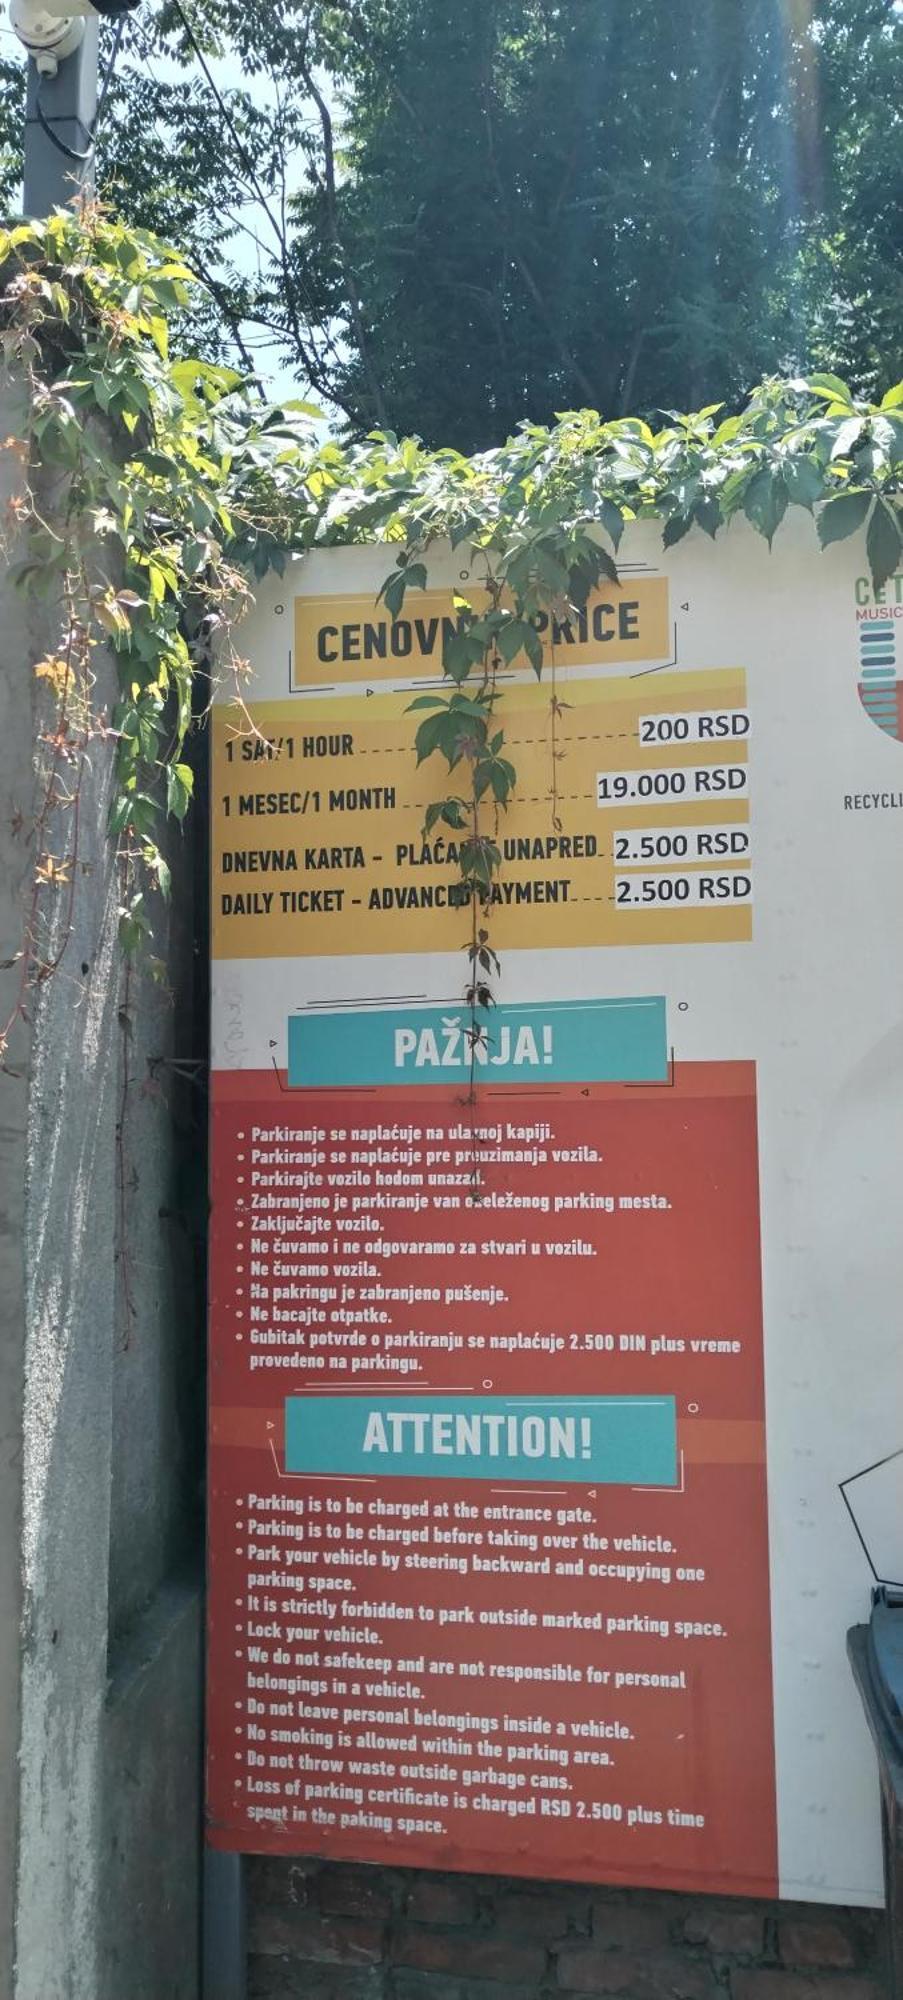 CENOVNIK PRICE
1 SAT/1 HOUR 200 RSD
1 MESEC/1 MONTH 19.000 RSD
DNEVNA KARTA - PLAĆANJE UNAPRED 2.500 RSD
DAILY TICKET - ADVANCED PAYMENT 2.500 RSD
PAŽNJA!
• Parkiranje se naplaćuje na ulaznoj kapiji.
• Parkiranje se naplaćuje pre preuzimanja vozila.
• Parkirajte vozilo hodom unazad.
• Zabranjeno je parkiranje van obeleženog parking mesta.
• Zaključajte vozilo.
• Ne čuvamo i ne odgovaramo za stvari u vozilu.
• Ne čuvamo vozila.
• Na pakringu je zabranjeno pušenje.
• Ne bacajte otpatke.
• Gubitak potvrde o parkiranju se naplaćuje 2.500 DIN plus vreme
provedeno na parkingu.
ATTENTION!
• Parking is to be charged at the entrance gate.
• Parking is to be charged before taking over the vehicle.
• Park your vehicle by steering backward and occupying one
parking space.
• It is strictly forbidden to park outside marked parking space.
• Lock your vehicle.
• We do not safekeep and are not responsible for personal
belongings in a vehicle.
• Do not leave personal belongings inside a vehicle.
• No smoking is allowed within the parking area.
• Do not throw waste outside garbage cans.
• Loss of parking certificate is charged RSD 2.500 plus time
spent in the paking space.
MUSIC